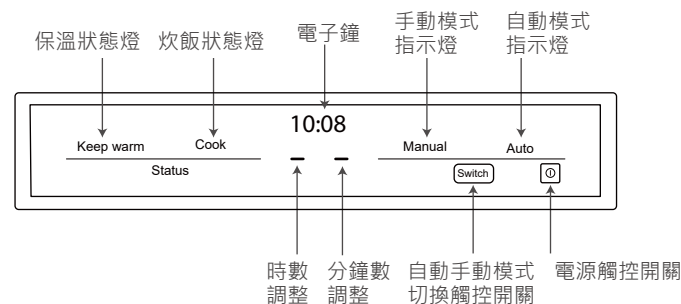 保溫狀態燈 炊飯狀態燈 電子鐘 手動模式 自動模式
指示燈 指示燈
10:08
Keep warm Cook Manual Auto
Status Switch
時數 分鐘數 自動手動模式 電源觸控開關
調整 調整 切換觸控開關